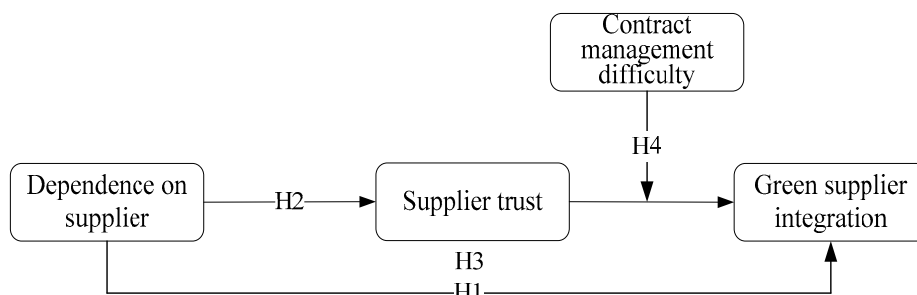 Contract
management
difficulty
H4
Dependence on
supplier
H2
Supplier trust
Green supplier
integration
H3
H1